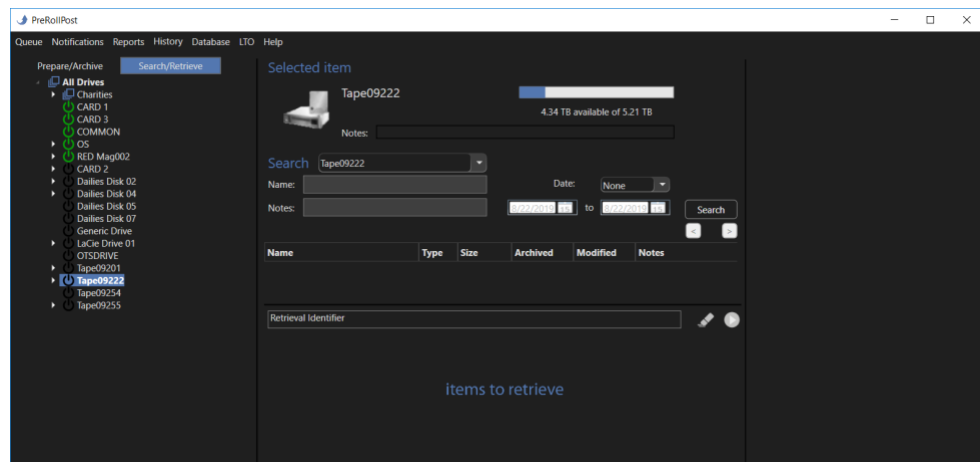 PreRollPost
Queue Notifications Reports History Database LTO Help
Prepare/Archive Search/Retrieve
All Drives
Charities
CARD 1
CARD 3
COMMON
OS
RED Mag002
CARD 2
Dailies Disk 02
Dailies Disk 04
Dailies Disk 05
Dailies Disk 07
Generic Drive
LaCie Drive 01
OTSDRIVE
Tape09201
Tape09222
Tape09254
Tape09255
Selected item
Tape09222
4.34 TB available of 5.21 TB
Notes:
Search Tape09222
Name: Date: None
Notes: 8/22/2019 15 to 8/22/2019 15 Search
< >
Name Type Size Archived Modified Notes
Retrieval Identifier
items to retrieve